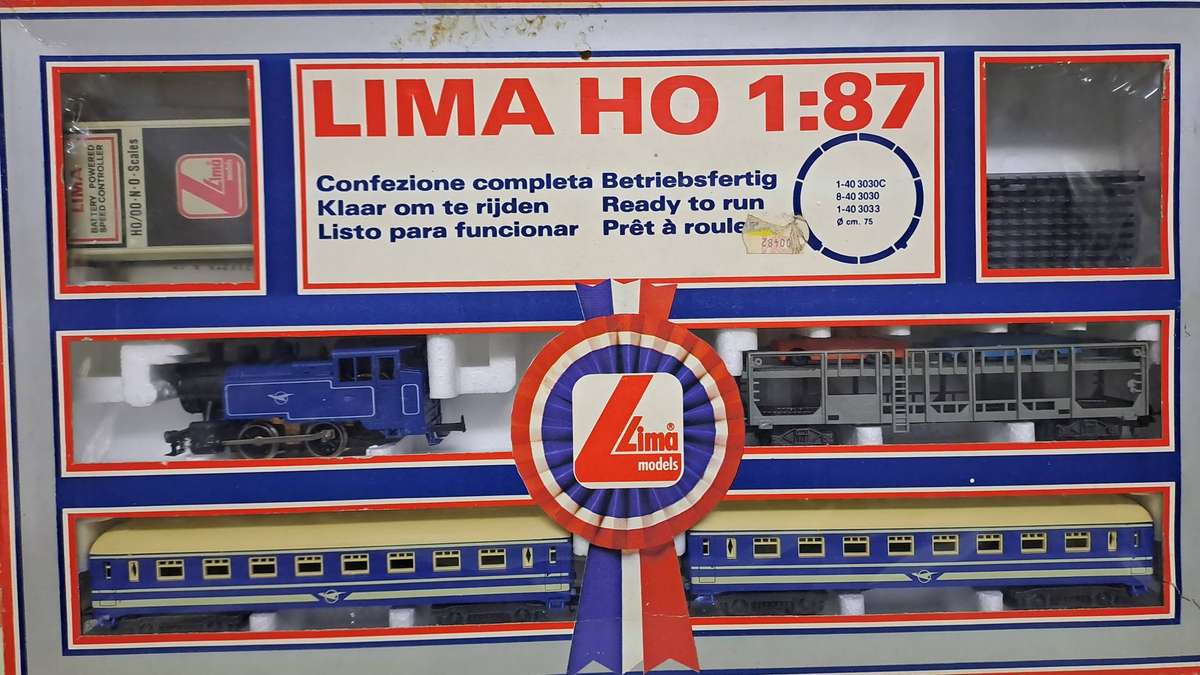 LIMA HO 1:87
Confezione completa Betriebsfertig
Klaar om te rijden Ready to run
Listo para funcionar Prêt à roule
1-40 3030C
8-40 3030
1-40 3033
Ø cm. 75
LIMA
BATTERY POWERED
SPEED CONTROLLER
HO/OO-N-O-Scales
Lima
models
Lima®
models